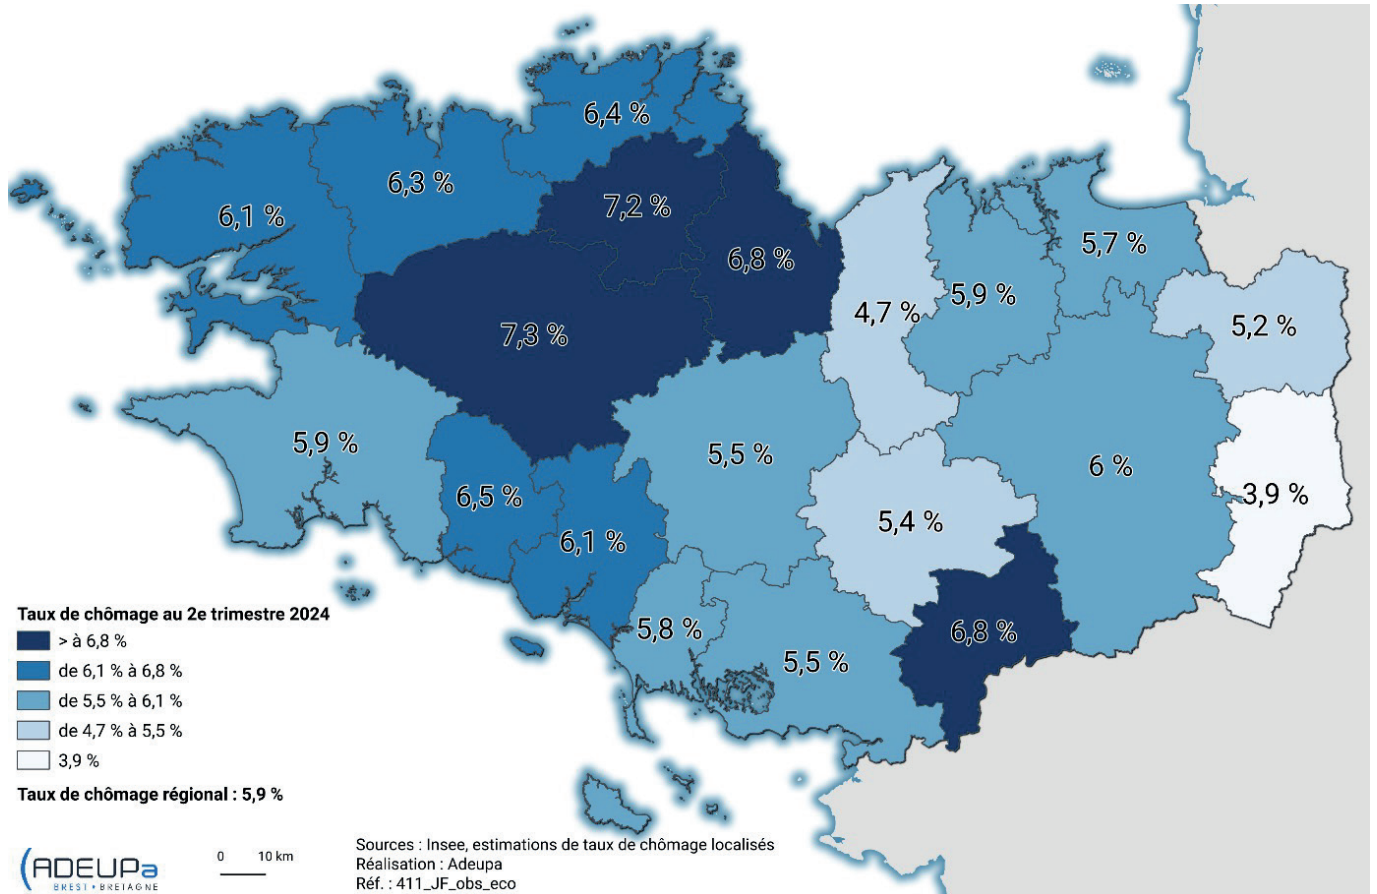 6,4 %
6,3 %
7,2 %
6,1 %
5,7 %
6,8 %
5,9 %
4,7 %
5,2 %
7,3 %
5,9 %
5,5 %
6 %
6,5 %
3,9 %
5,4 %
6,1 %
5,8 %
6,8 %
5,5 %
Taux de chômage au 2e trimestre 2024
> à 6,8 %
de 6,1 % à 6,8 %
de 5,5 % à 6,1 %
de 4,7 % à 5,5 %
3,9 %
Taux de chômage régional : 5,9 %
ADEUPa
BREST • BRETAGNE
0 10 km
Sources : Insee, estimations de taux de chômage localisés
Réalisation : Adeupa
Réf. : 411_JF_obs_eco